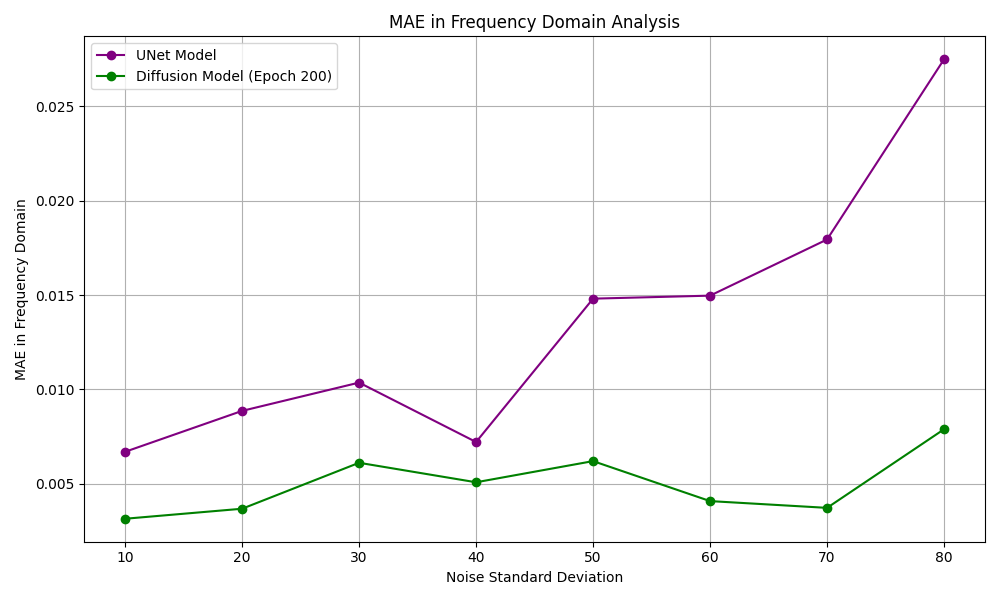 MAE in Frequency Domain Analysis
UNet Model
Diffusion Model (Epoch 200)
MAE in Frequency Domain
0.025
0.020
0.015
0.010
0.005
10 20 30 40 50 60 70 80
Noise Standard Deviation